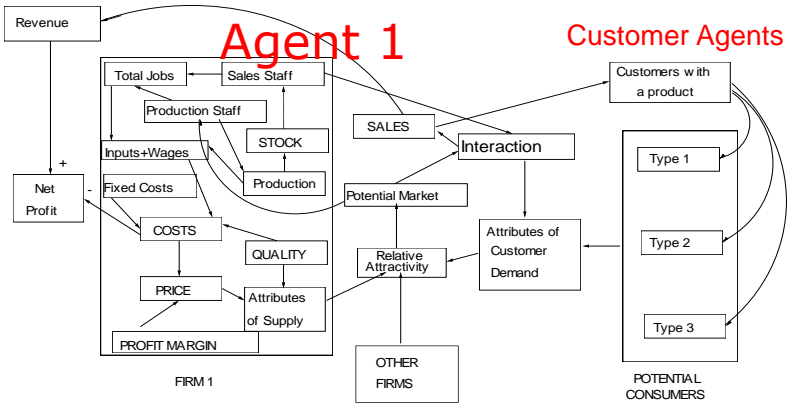 Revenue
Agent 1
Customer Agents
Total Jobs
Sales Staff
Customers with
a product
Production Staff
SALES
STOCK
Interaction
Inputs+Wages
Type 1
+
Production
Net
Profit
-
Fixed Costs
Potential Market
COSTS
Attributes of
Customer
Demand
QUALITY
Relative
Attractivity
Type 2
PRICE
Attributes
of Supply
Type 3
PROFIT MARGIN
OTHER
FIRMS
FIRM 1
POTENTIAL
CONSUMERS